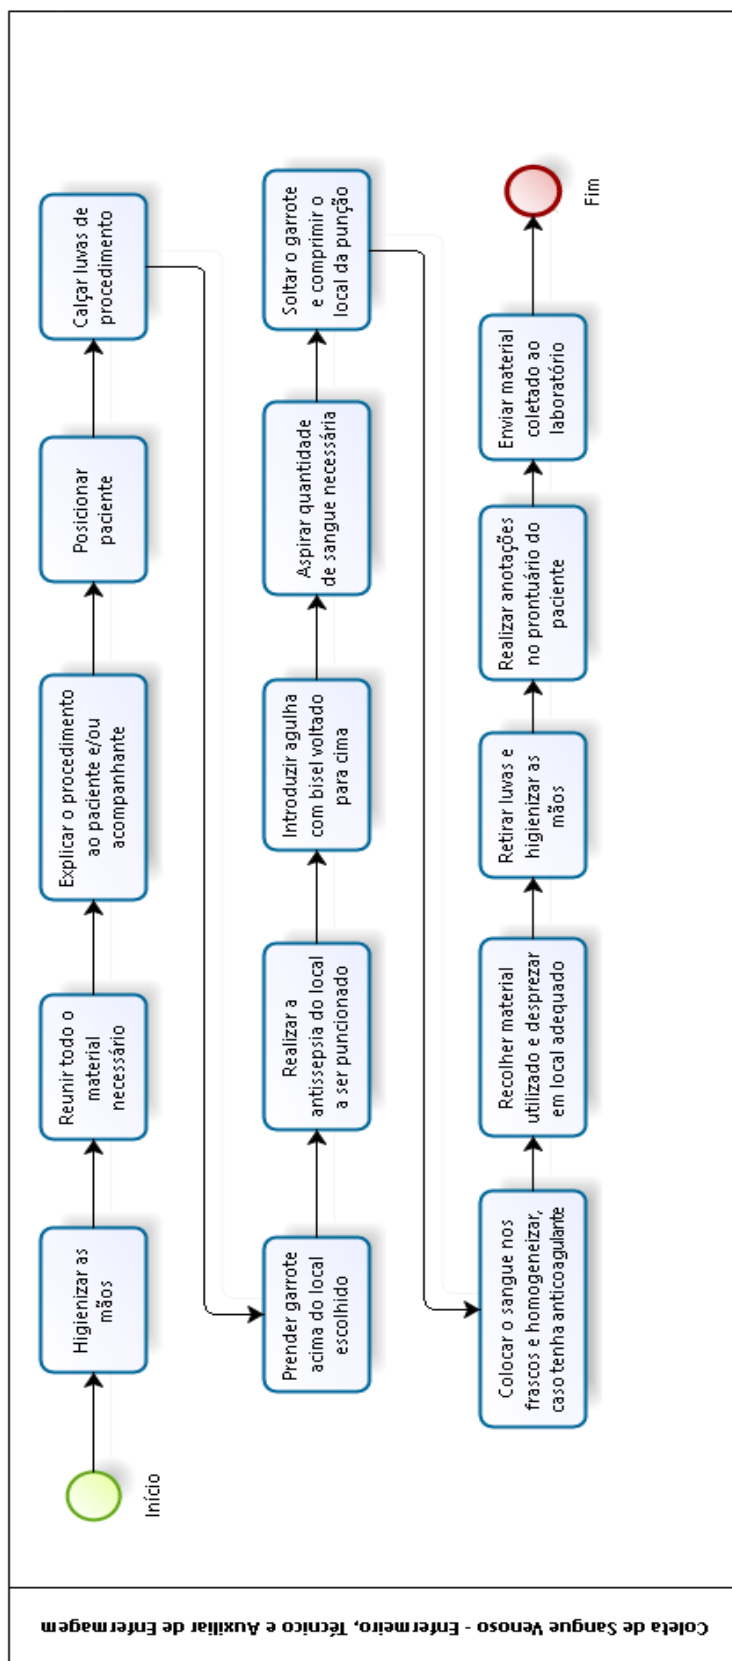 Coleta de Sangue Venoso - Enfermeiro, Técnico e Auxiliar de Enfermagem
Início
Higienizar as
mãos
Reunir todo o
material
necessário
Explicar o procedimento
ao paciente e/ou
acompanhante
Posicionar
paciente
Calçar luvas de
procedimento
Prender garrote
acima do local
escolhido
Realizar a
antissepsia do local
a ser puncionado
Introduzir agulha
com bisel voltado
para cima
Aspirar quantidade
de sangue necessária
Soltar o garrote
e comprimir o
local da punção
Colocar o sangue nos
frascos e homogeneizar,
caso tenha anticoagulante
Recolher material
utilizado e desprezar
em local adequado
Retirar luvas e
higienizar as
mãos
Realizar anotações
no prontuário do
paciente
Enviar material
coletado ao
laboratório
Fim